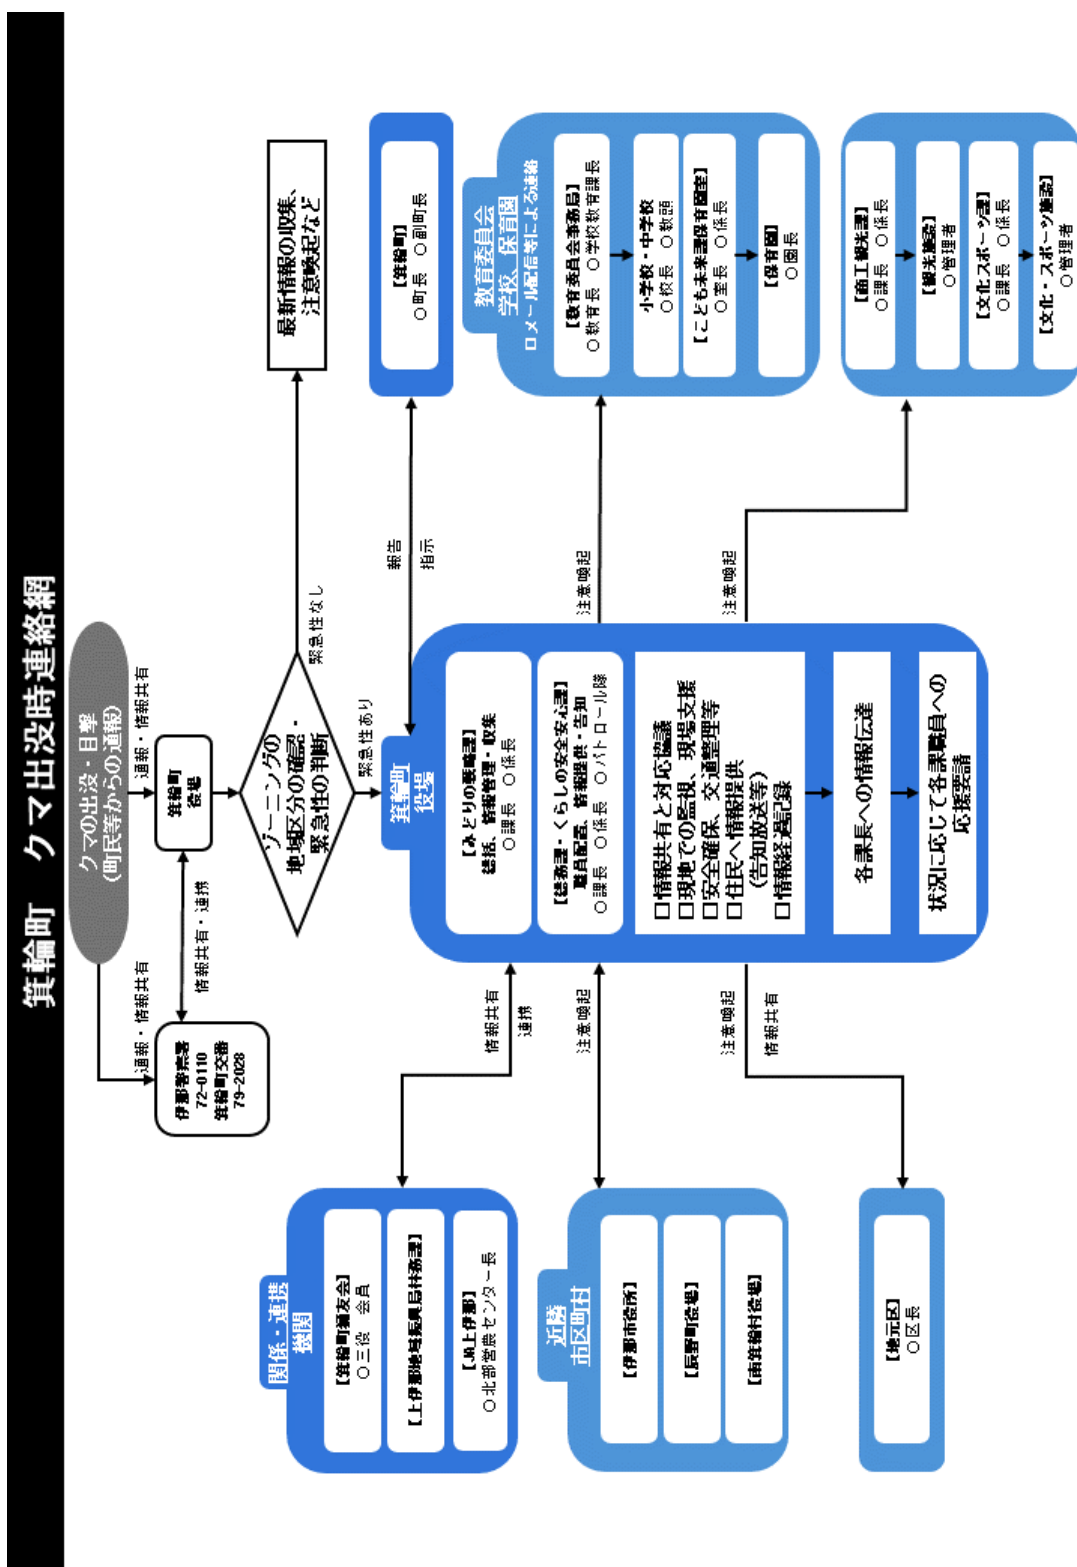 箕輪町　クマ出没時連絡網
クマの出没・目撃
(町民等からの通報)
通報・情報共有
通報・情報共有
伊那警察署
72-0110
箕輪町交番
79-2028
情報共有・連携
箕輪町
役場
ゾーニングの
地域区分の確認・
緊急性の判断
緊急性なし
最新情報の収集、
注意喚起など
緊急性あり
箕輪町
役場
【みどりの戦略課】
総括、情報管理・収集
○課長　○係長
【総務課・くらしの安全安心課】
職員配置、情報提供・告知
○課長　○係長　○パトロール隊
□情報共有と対応協議
□現地での監視、現場支援
□安全確保、交通整理等
□住民へ情報提供
(告知放送等)
□情報経過記録
各課長への情報伝達
状況に応じて各課職員への
応援要請
報告
指示
【箕輪町】
○町長　○副町長
注意喚起
教育委員会
学校、保育園
□メール配信等による連絡
【教育委員会事務局】
○教育長　○学校教育課長
小学校・中学校
○校長　○教頭
【こども未来課保育園室】
○室長　○係長
【保育園】
○園長
注意喚起
【商工観光課】
○課長　○係長
【観光施設】
○管理者
【文化スポーツ課】
○課長　○係長
【文化・スポーツ施設】
○管理者
情報共有
連携
関係・連携
機関
【箕輪町猟友会】
○三役　会員
【上伊那地域振興局林務課】
【JA上伊那】
○北部営農センター長
注意喚起
近隣
市区町村
【伊那市役所】
【辰野町役場】
【南箕輪村役場】
注意喚起
情報共有
【地元区】
○区長